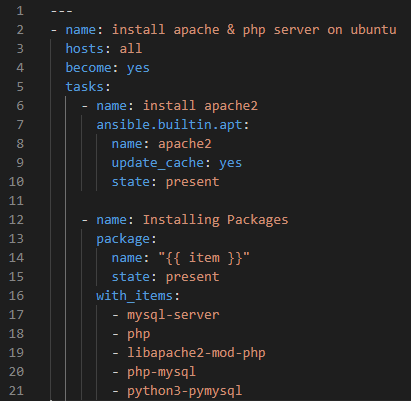 1 ---
2 - name: install apache & php server on ubuntu
3   hosts: all
4   become: yes
5   tasks:
6     - name: install apache2
7       ansible.builtin.apt:
8         name: apache2
9         update_cache: yes
10         state: present
11
12     - name: Installing Packages
13       package:
14         name: "{{ item }}"
15         state: present
16       with_items:
17         - mysql-server
18         - php
19         - libapache2-mod-php
20         - php-mysql
21         - python3-pymysql